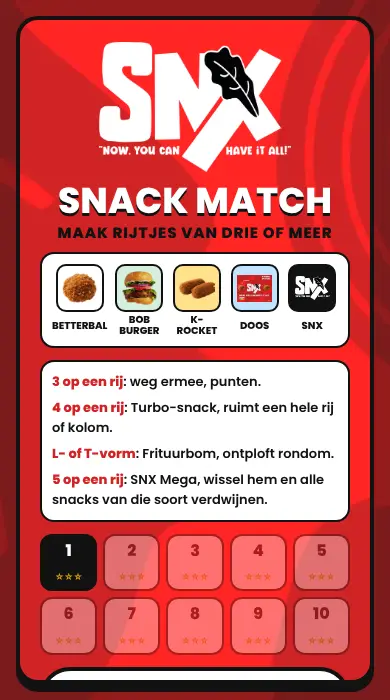 SNX
"NOW. YOU CAN HAVE iT ALL!"
SNACK MATCH
MAAK RIJTJES VAN DRIE OF MEER
BETTERBAL
BOB
BURGER
K-
ROCKET
DOOS
SNX
SNX
3 op een rij: weg ermee, punten.
4 op een rij: Turbo-snack, ruimt een hele rij
of kolom.
L- of T-vorm: Frituurbom, ontploft rondom.
5 op een rij: SNX Mega, wissel hem en alle
snacks van die soort verdwijnen.
1 2 3 4 5
6 7 8 9 10